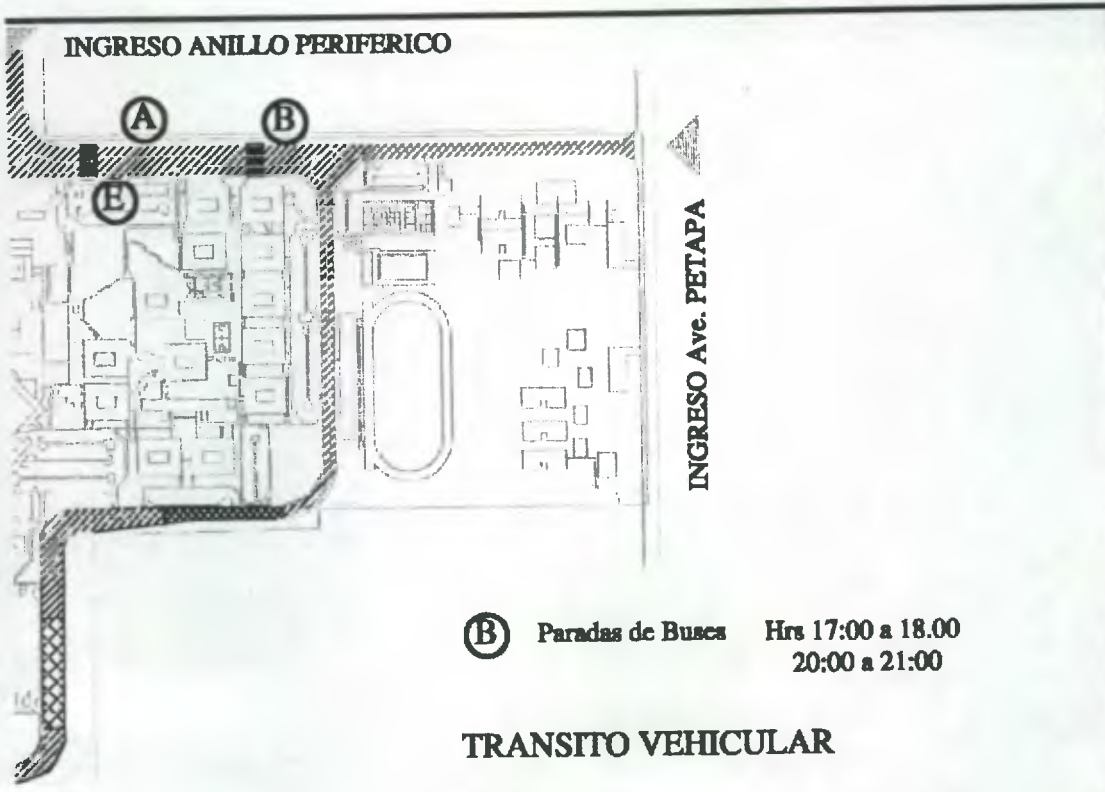 INGRESO ANILLO PERIFERICO
A
B
E
INGRESO Ave. PETAPA
B Paradas de Buses Hrs 17:00 a 18.00
20:00 a 21:00
TRANSITO VEHICULAR